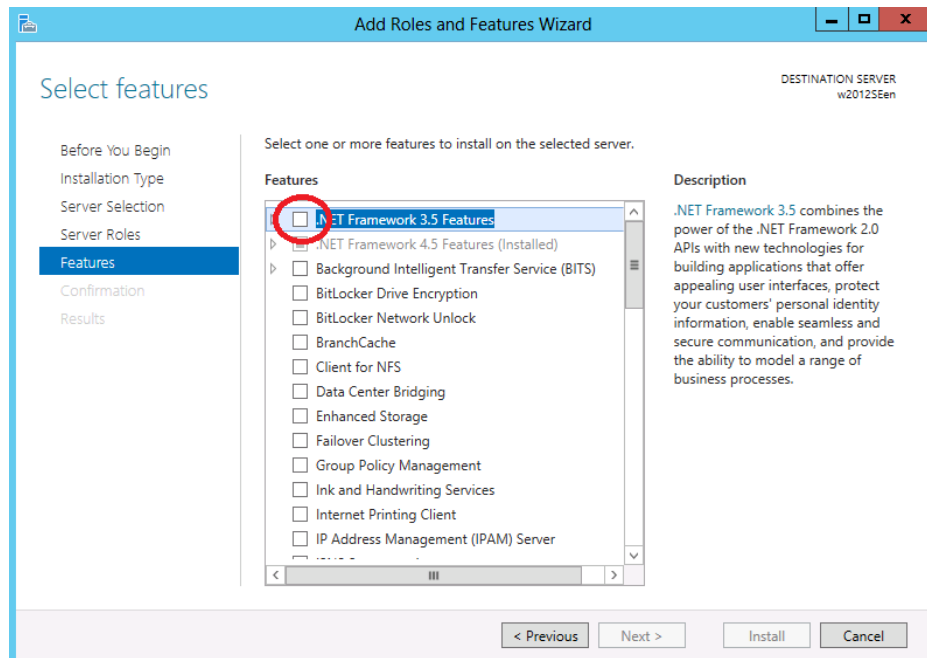 Add Roles and Features Wizard
Select features
DESTINATION SERVER
w2012SEen
Before You Begin
Installation Type
Server Selection
Server Roles
Features
Confirmation
Results
Select one or more features to install on the selected server.
Features
.NET Framework 3.5 Features
.NET Framework 4.5 Features (Installed)
Background Intelligent Transfer Service (BITS)
BitLocker Drive Encryption
BitLocker Network Unlock
BranchCache
Client for NFS
Data Center Bridging
Enhanced Storage
Failover Clustering
Group Policy Management
Ink and Handwriting Services
Internet Printing Client
IP Address Management (IPAM) Server
Description
.NET Framework 3.5 combines the
power of the .NET Framework 2.0
APIs with new technologies for
building applications that offer
appealing user interfaces, protect
your customers' personal identity
information, enable seamless and
secure communication, and provide
the ability to model a range of
business processes.
< Previous
Next >
Install
Cancel